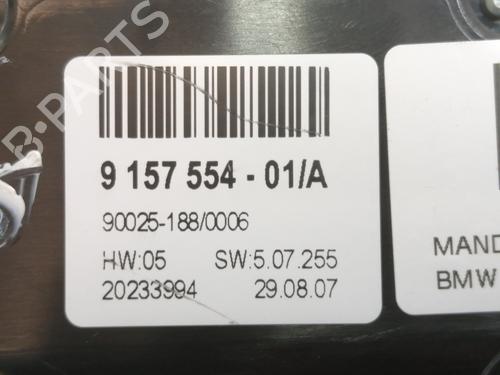 9 157 554 - 01/A
90025-188/0006
HW:05 SW:5.07.255
20233994 29.08.07
MAND
BMW
B-PARTS